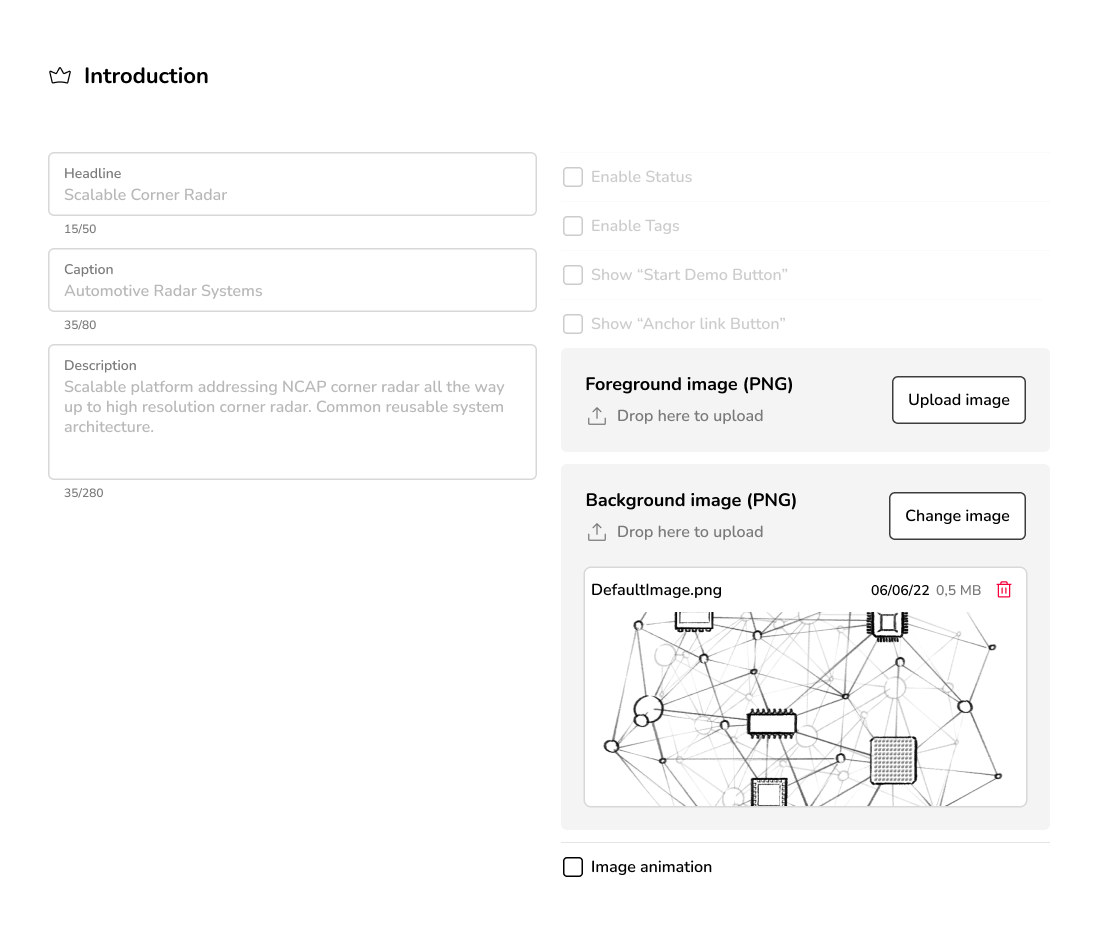 Introduction
Headline
Scalable Corner Radar
15/50
Caption
Automotive Radar Systems
35/80
Description
Scalable platform addressing NCAP corner radar all the way
up to high resolution corner radar. Common reusable system
architecture.
35/280
Enable Status
Enable Tags
Show “Start Demo Button”
Show “Anchor link Button”
Foreground image (PNG)
Drop here to upload
Upload image
Background image (PNG)
Drop here to upload
Change image
DefaultImage.png 06/06/22 0,5 MB
Image animation